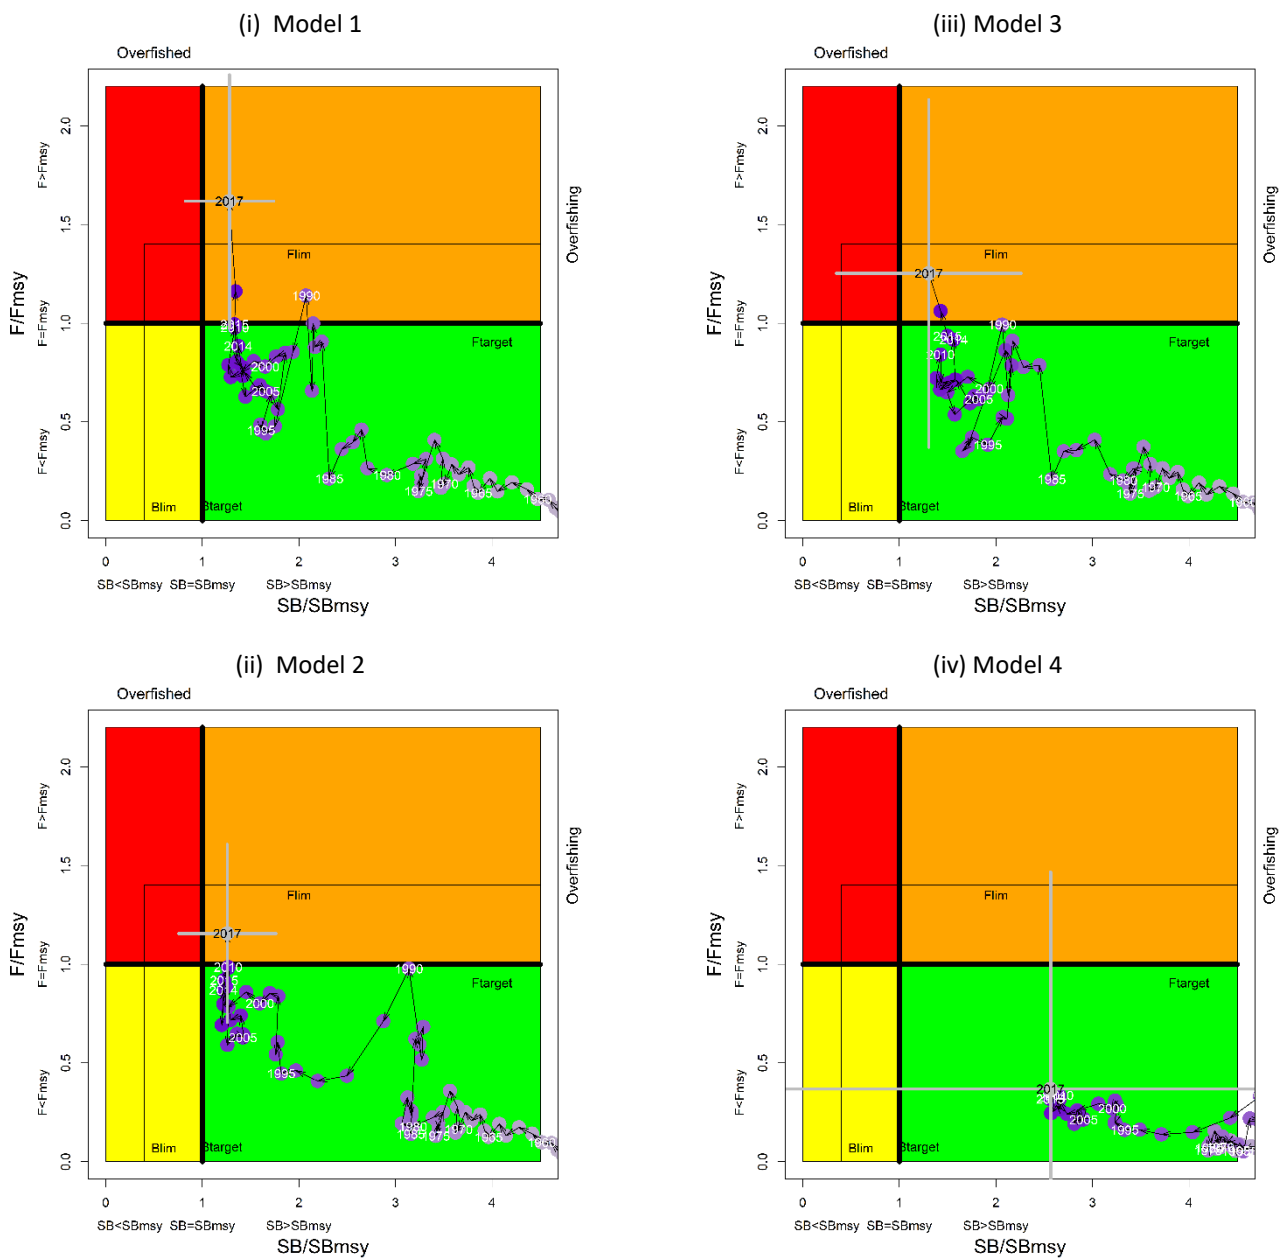 (i) Model 1
Overfished
Overfishing
F/Fmsy
F<Fmsy
F=Fmsy
F>Fmsy
0.0
0.5
1.0
1.5
2.0
2017
Flim
1990
Ftarget
2015
2014
2000
2005
1995
1985
1980
1975
1970
1965
1960
Blim
Btarget
0
1
2
3
4
SB<SBmsy
SB=SBmsy
SB>SBmsy
SB/SBmsy
(iii) Model 3
Overfished
Overfishing
F/Fmsy
F<Fmsy
F=Fmsy
F>Fmsy
0.0
0.5
1.0
1.5
2.0
Flim
2017
1990
Ftarget
2015
2014
2010
2000
2005
1995
1985
1980
1975
1970
1965
1960
Blim
Btarget
0
1
2
3
4
SB<SBmsy
SB=SBmsy
SB>SBmsy
SB/SBmsy
(ii) Model 2
Overfished
Overfishing
F/Fmsy
F<Fmsy
F=Fmsy
F>Fmsy
0.0
0.5
1.0
1.5
2.0
Flim
2017
2010
1990
Ftarget
2015
2014
2000
2005
1995
1980
1985
1975
1970
1965
1960
Blim
Btarget
0
1
2
3
4
SB<SBmsy
SB=SBmsy
SB>SBmsy
SB/SBmsy
(iv) Model 4
Overfished
Overfishing
F/Fmsy
F<Fmsy
F=Fmsy
F>Fmsy
0.0
0.5
1.0
1.5
2.0
Flim
Ftarget
2017
2000
2005
1995
Blim
Btarget
0
1
2
3
4
SB<SBmsy
SB=SBmsy
SB>SBmsy
SB/SBmsy